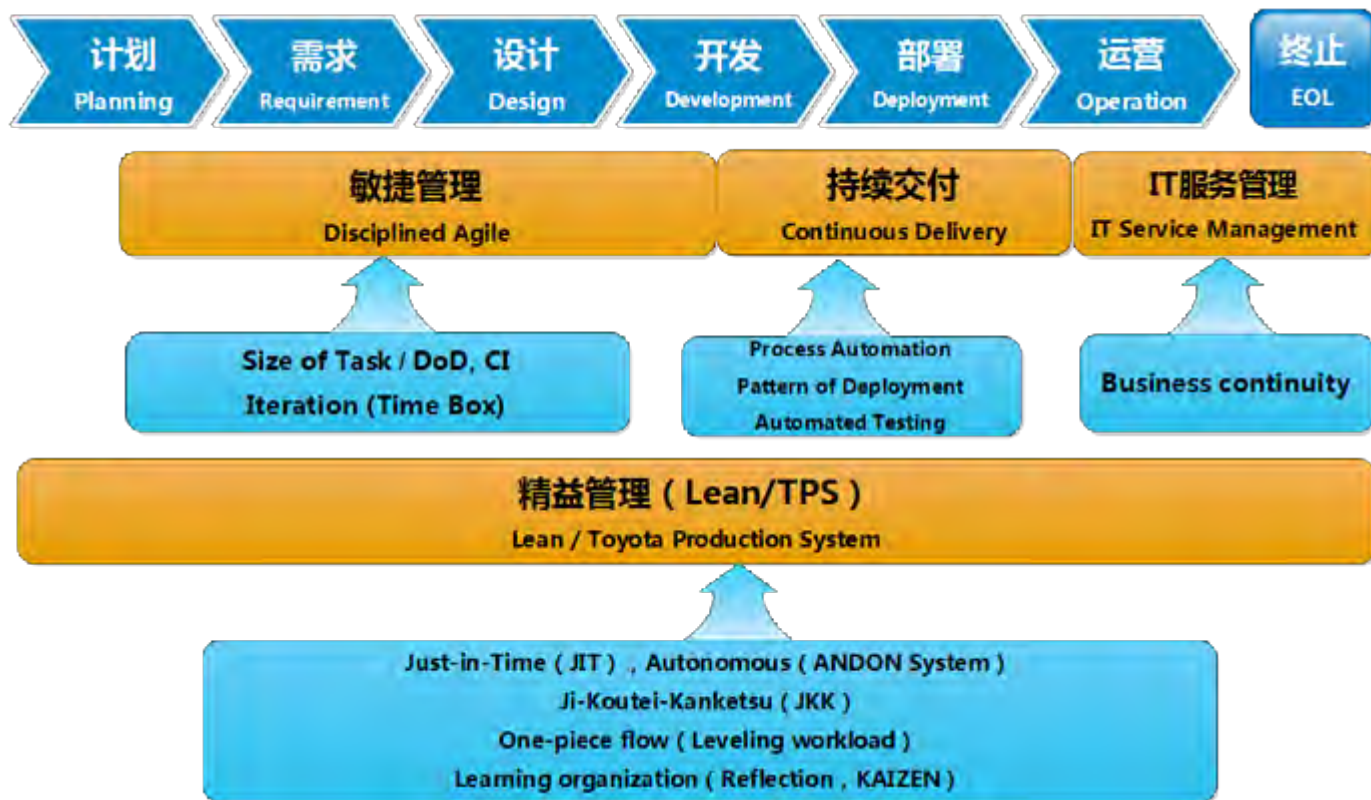 计划
Planning
需求
Requirement
设计
Design
开发
Development
部署
Deployment
运营
Operation
终止
EOL
敏捷管理
Disciplined Agile
持续交付
Continuous Delivery
IT服务管理
IT Service Management
Size of Task / DoD, CI
Iteration (Time Box)
Process Automation
Pattern of Deployment
Automated Testing
Business continuity
精益管理（Lean/TPS）
Lean / Toyota Production System
Just-in-Time（JIT）, Autonomous（ANDON System）
Ji-Koutei-Kanketsu（JKK）
One-piece flow（Leveling workload）
Learning organization（Reflection , KAIZEN）